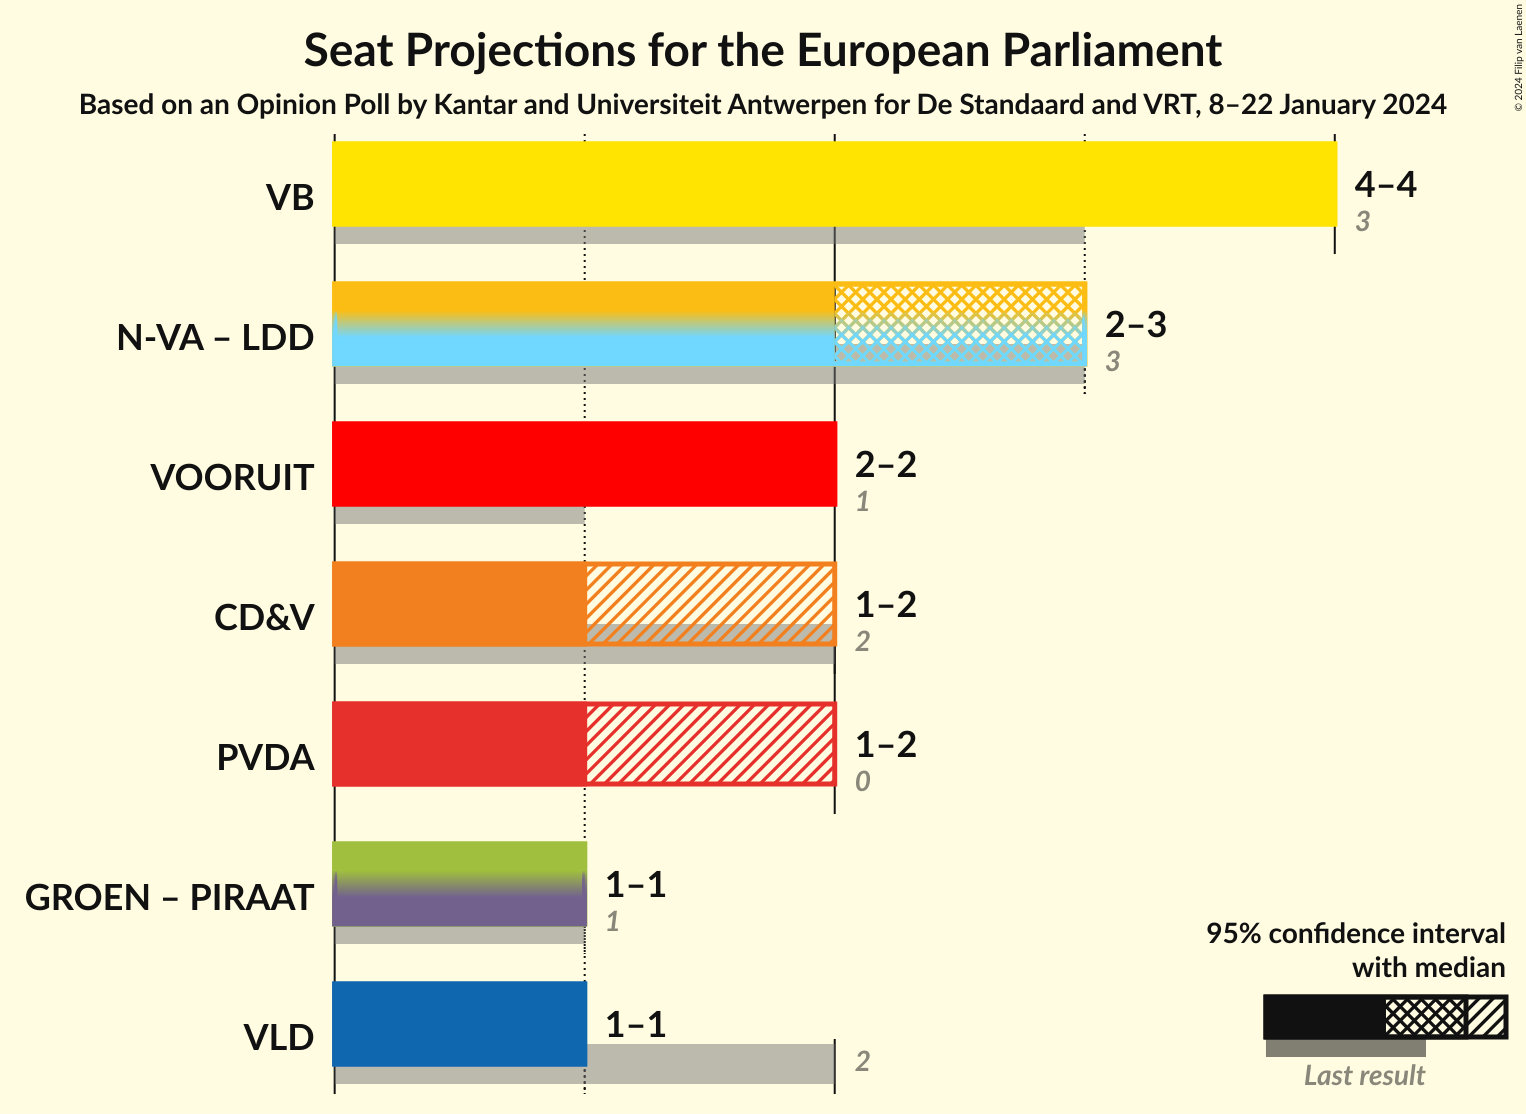 Seat Projections for the European Parliament
Based on an Opinion Poll by Kantar and Universiteit Antwerpen for De Standaard and VRT, 8–22 January 2024
© 2024 Filip van Laenen
VB
4–4
3
N-VA – LDD
2–3
3
VOORUIT
2–2
1
CD&V
1–2
2
PVDA
1–2
0
GROEN – PIRAAT
1–1
1
VLD
1–1
2
95% confidence interval
with median
Last result